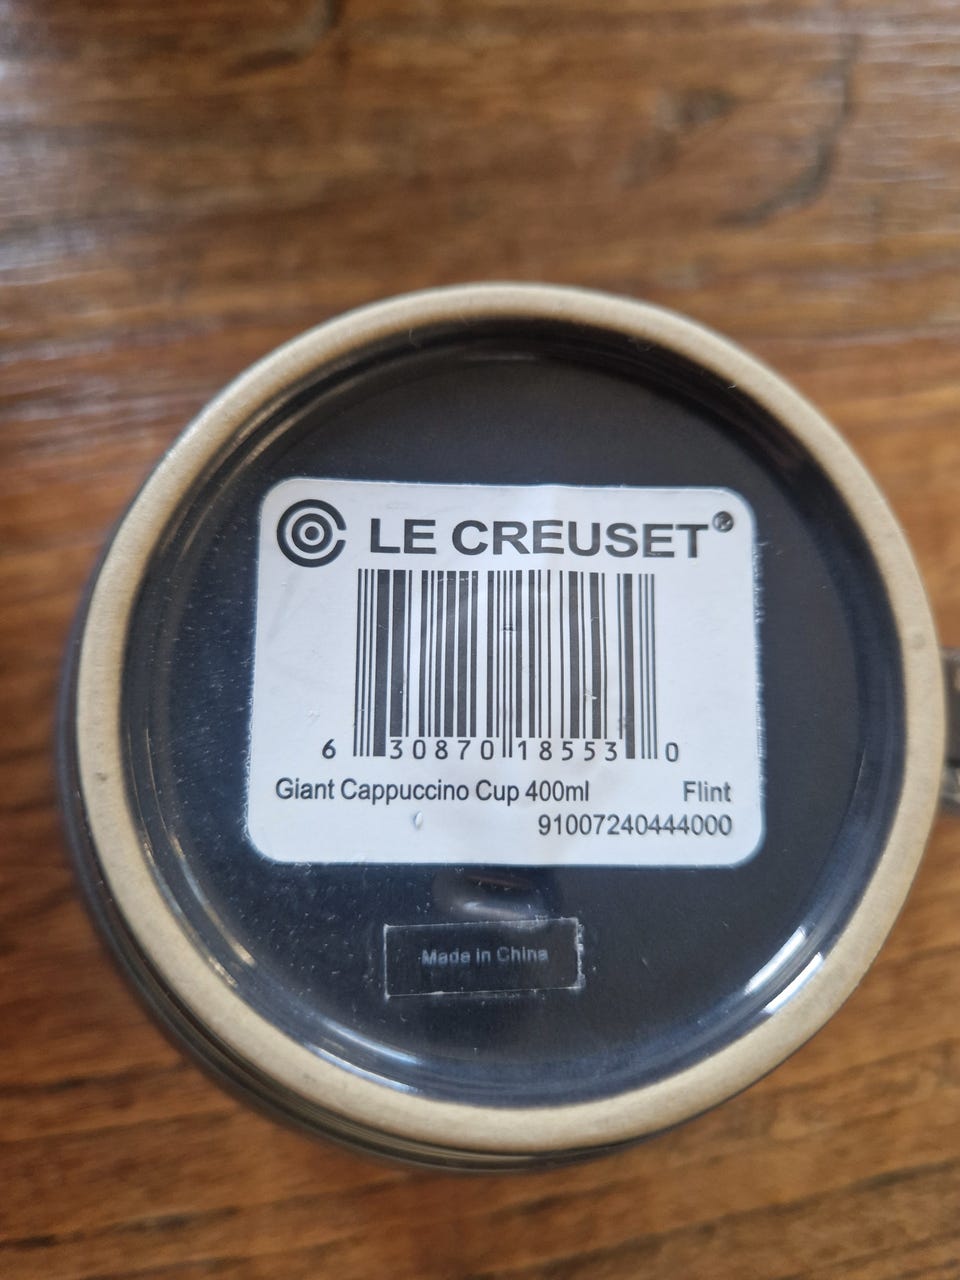 LE CREUSET®
6 30870 18553 0
Giant Cappuccino Cup 400ml Flint
91007240444000
Made in China